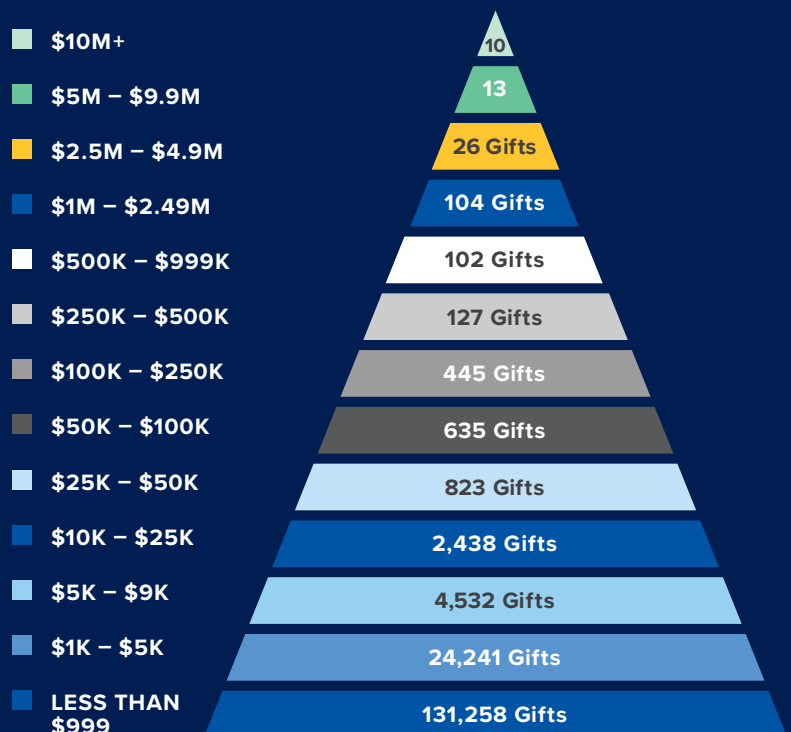 $10M+
10
$5M – $9.9M
13
$2.5M – $4.9M
26 Gifts
$1M – $2.49M
104 Gifts
$500K – $999K
102 Gifts
$250K – $500K
127 Gifts
$100K – $250K
445 Gifts
$50K – $100K
635 Gifts
$25K – $50K
823 Gifts
$10K – $25K
2,438 Gifts
$5K – $9K
4,532 Gifts
$1K – $5K
24,241 Gifts
LESS THAN
$999
131,258 Gifts